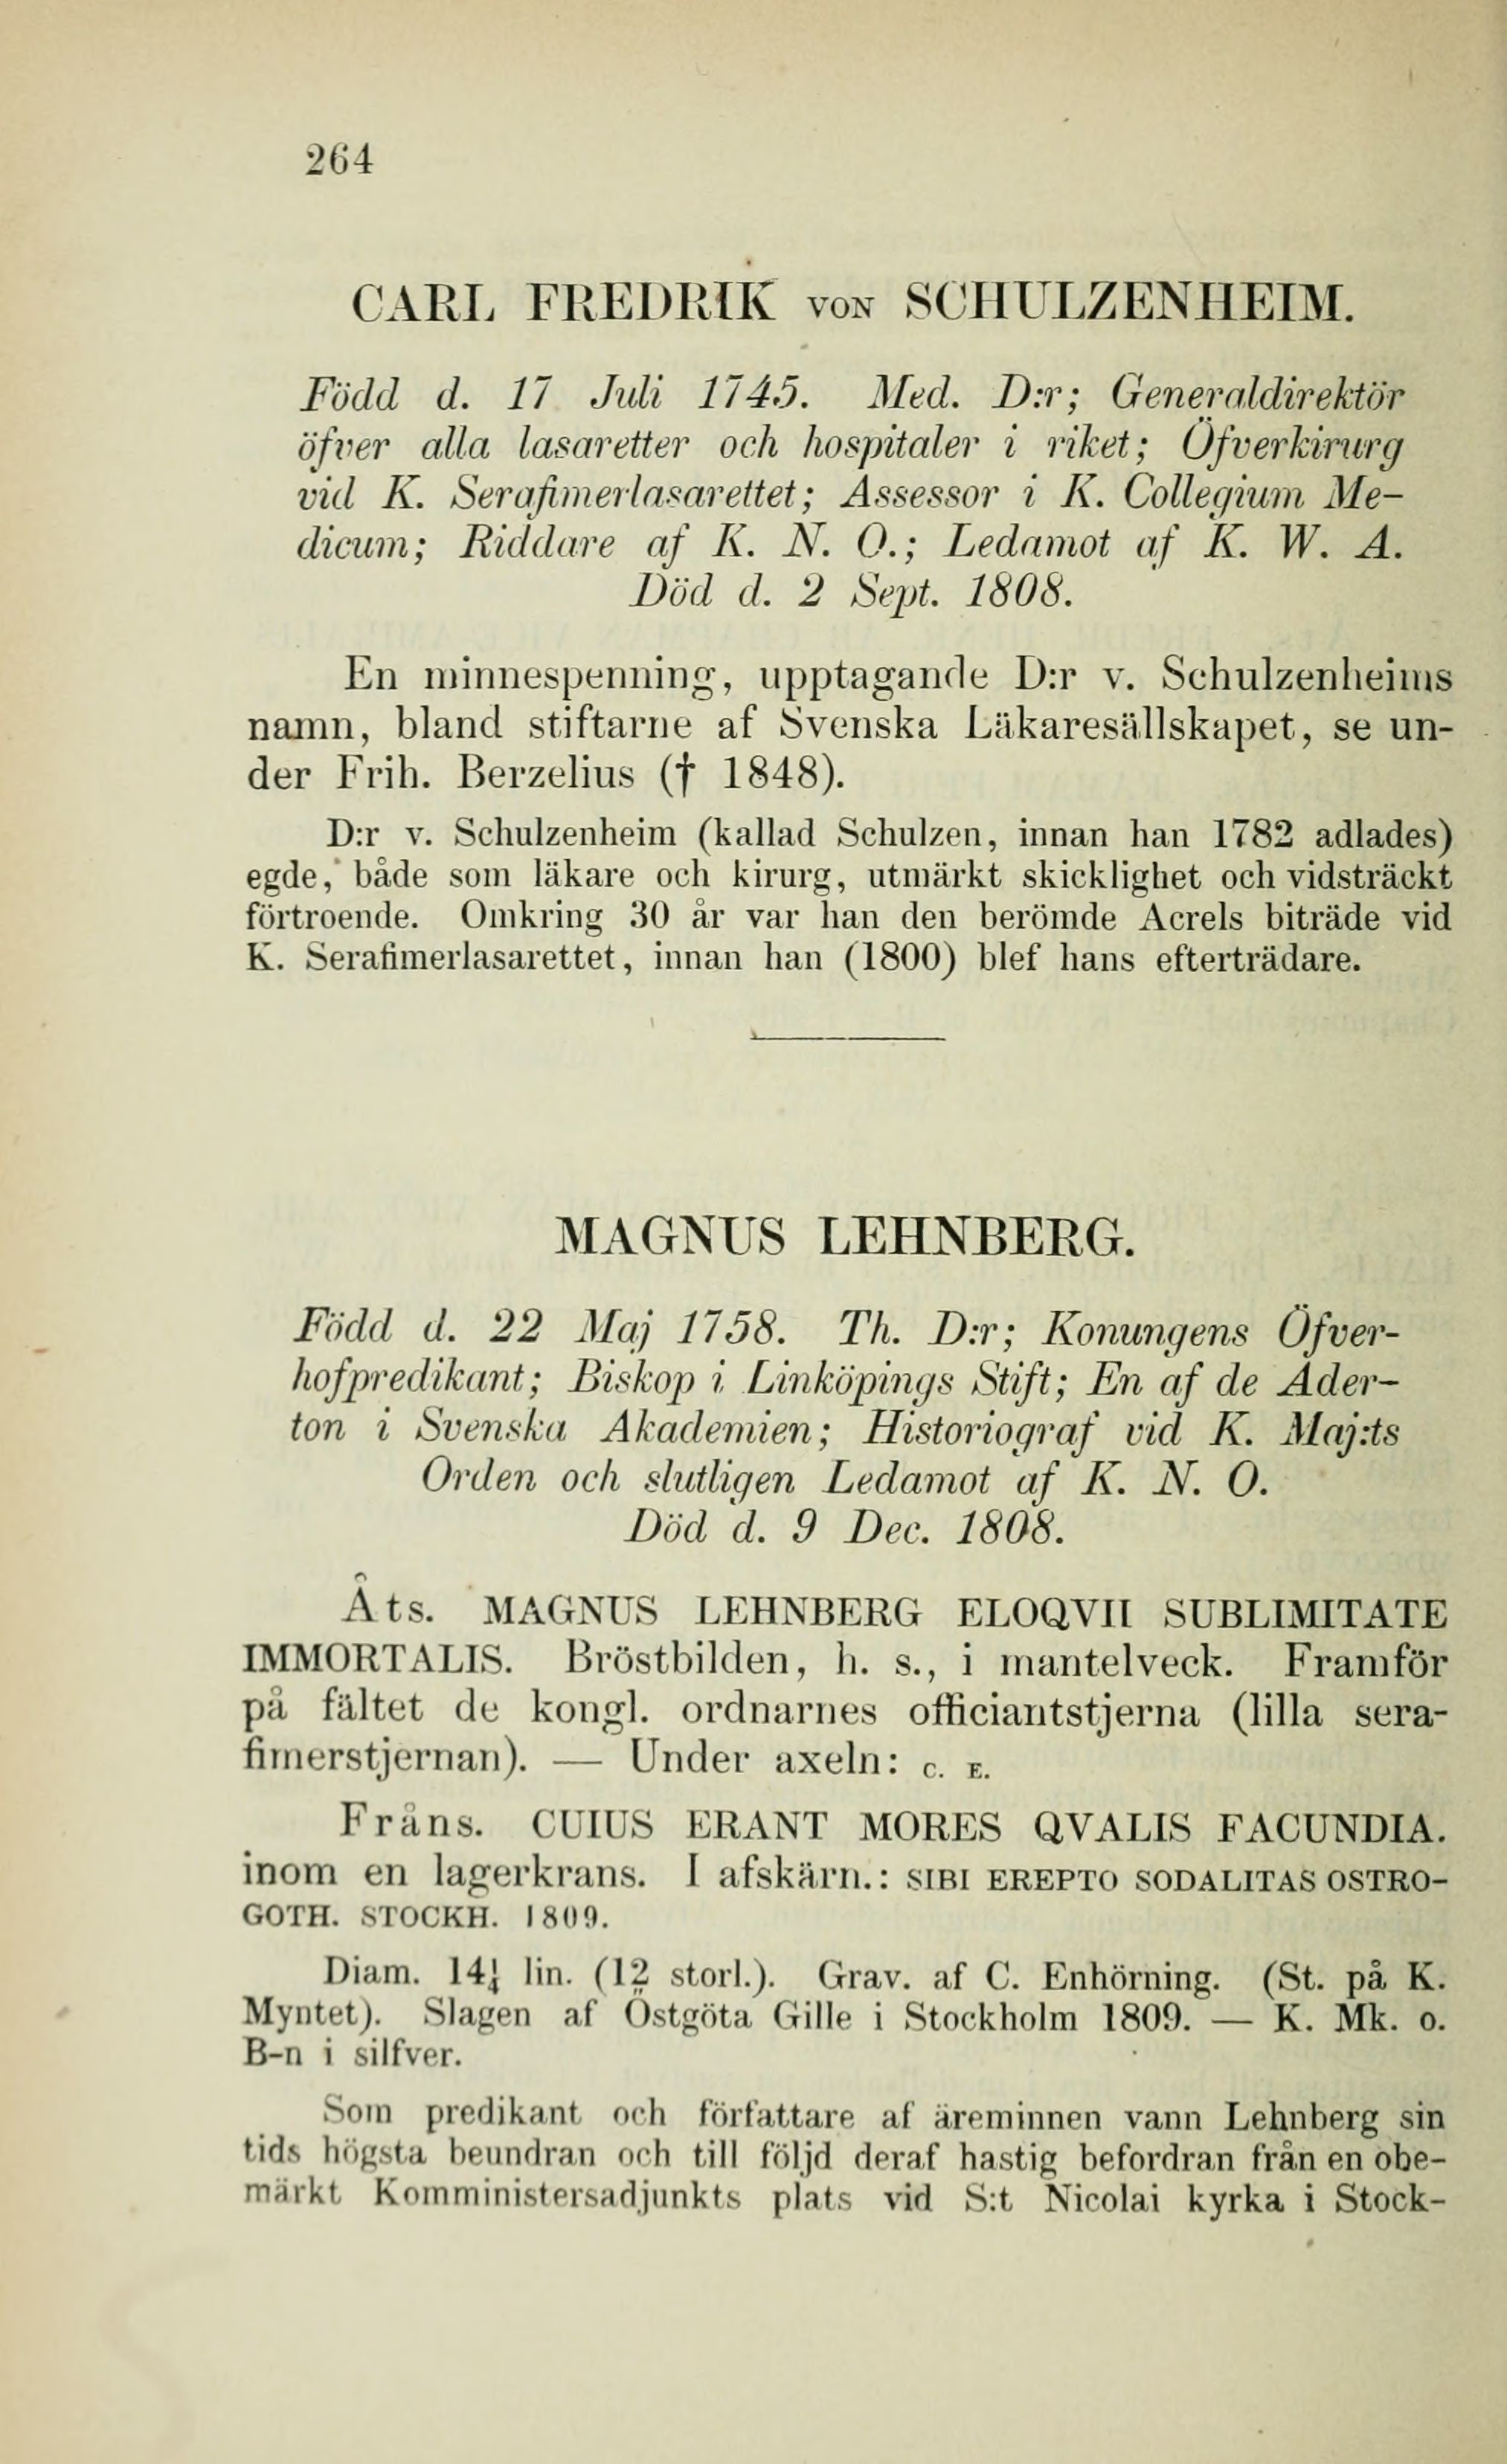 264
CARL FREDRIK VON SCHULZENHEIM.
Född d. 17 Juli 1745. Med. D:r; Generaldirektör
öfver alla lasaretter och hospitaler i riket; Öfverkirurg
vid K. Serafimerlasarettet; Assessor i K. Collegium Me-
dicum; Riddare af K. N. O.; Ledamot af K. W. A.
Död d. 2 Sept. 1808.
En minnespenning, upptagande D:r v. Schulzenheims
namn, bland stiftarne af Svenska Läkaresällskapet, se un-
der Frih. Berzelius († 1848).
D:r v. Schulzenheim (kallad Schulzen, innan han 1782 adlades)
egde, både som läkare och kirurg, utmärkt skicklighet och vidsträckt
förtroende. Omkring 30 år var han den berömde Acrels biträde vid
K. Serafimerlasarettet, innan han (1800) blef hans efterträdare.
MAGNUS LEHNBERG.
Född d. 22 Maj 1758. Th. D:r; Konungens Öfver-
hofpredikant; Biskop i Linköpings Stift; En af de Ader-
ton i Svenska Akademien; Historiograf vid K. Maj:ts
Orden och slutligen Ledamot af K. N. O.
Död d. 9 Dec. 1808.
Åts. MAGNUS LEHNBERG ELOQVII SUBLIMITATE
IMMORTALIS. Bröstbilden, h. s., i mantelveck. Framför
på fältet de kongl. ordnarnes officiantstjerna (lilla sera-
fimerstjernan). — Under axeln: C. E.
Fråns. CUIUS ERANT MORES QVALIS FACUNDIA.
inom en lagerkrans. I afskärn.: SIBI EREPTO SODALITAS OSTRO-
GOTH. STOCKH. 1809.
Diam. lin. (12 storl.). Grav. af C. Enhörning. (St. på K.
Myntet). Slagen af Östgöta Gille i Stockholm 1809. — K. Mk. o.
B-n i silfver.
Som predikant och författare af äreminnen vann Lehnberg sin
tids högsta beundran och till följd deraf hastig befordran från en obe-
märkt Komministersadjunkts plats vid S:t Nicolai kyrka i Stock-